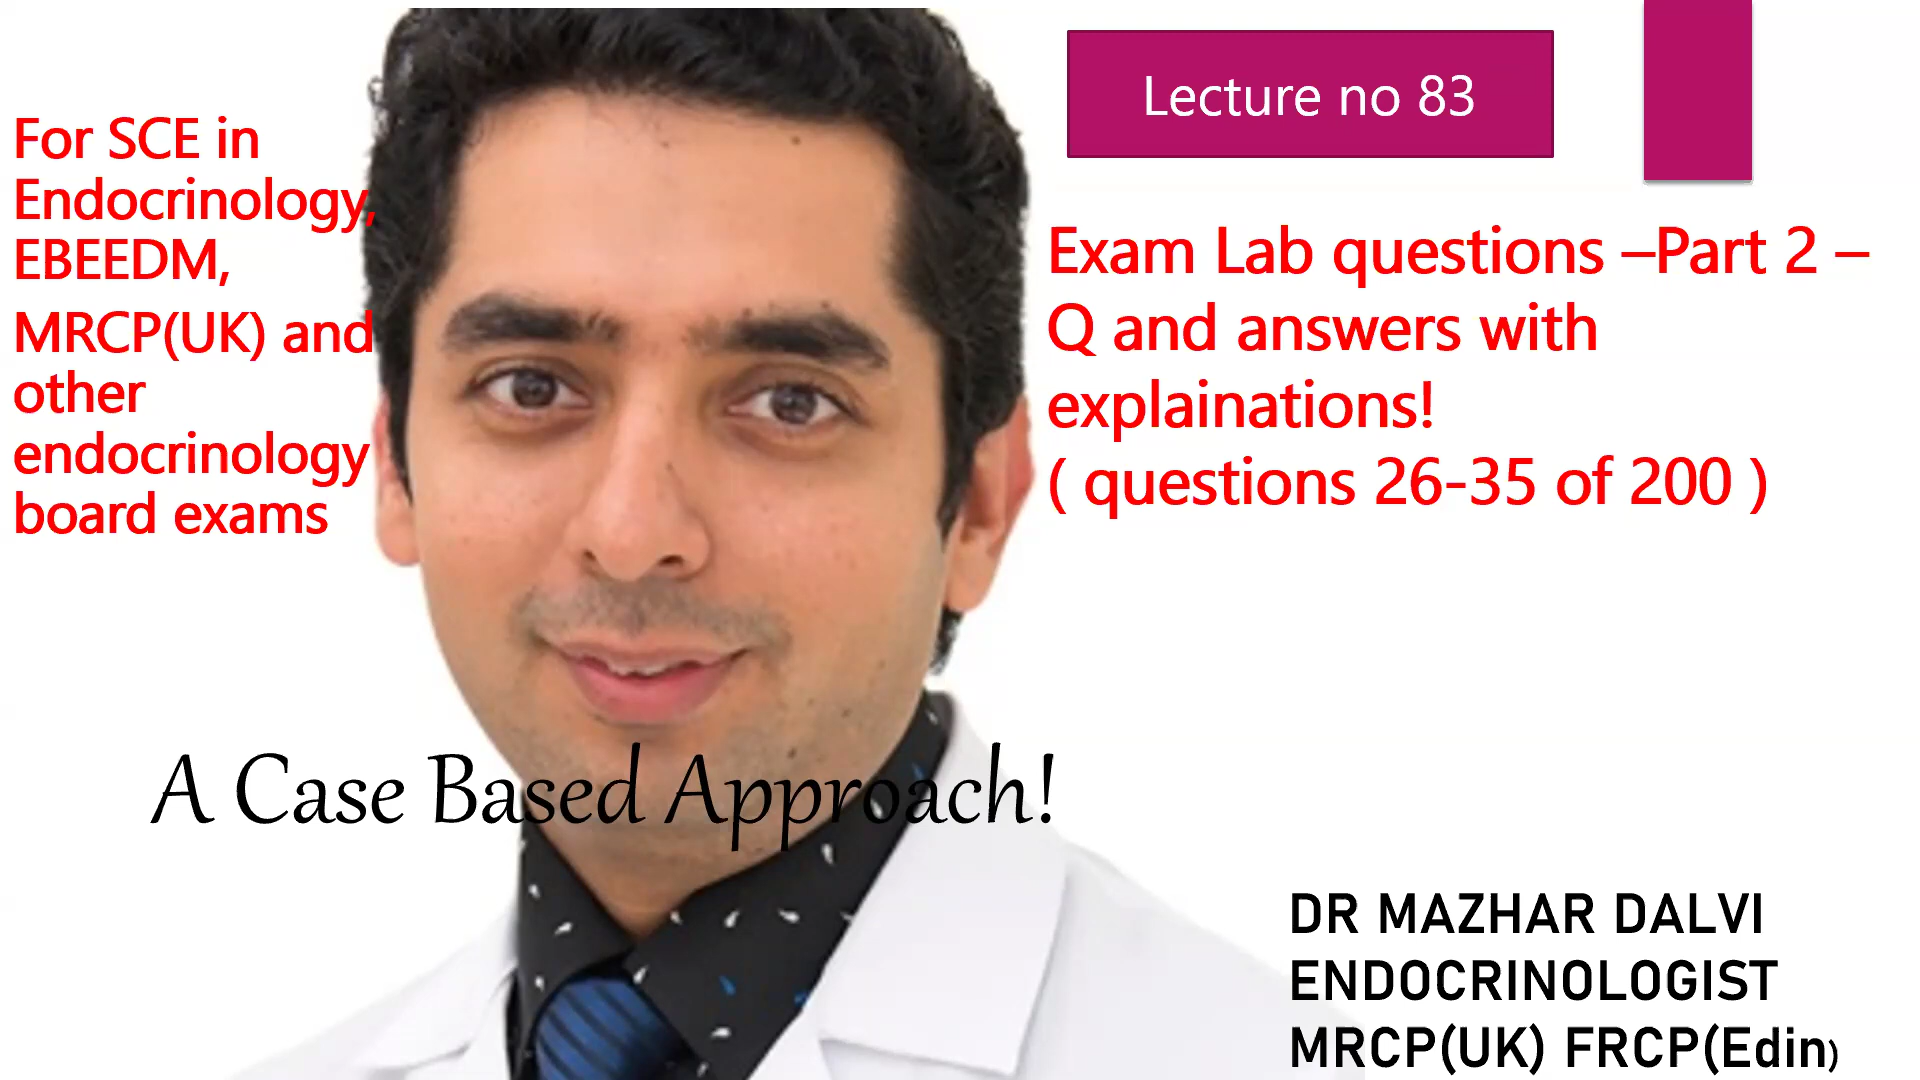 For SCE in
Endocrinology,
EBEEDM,
MRCP(UK) and
other
endocrinology
board exams
Lecture no 83
Exam Lab questions –Part 2 –
Q and answers with
explainations!
( questions 26-35 of 200 )
A Case Based Approach!
DR MAZHAR DALVI
ENDOCRINOLOGIST
MRCP(UK) FRCP(Edin)